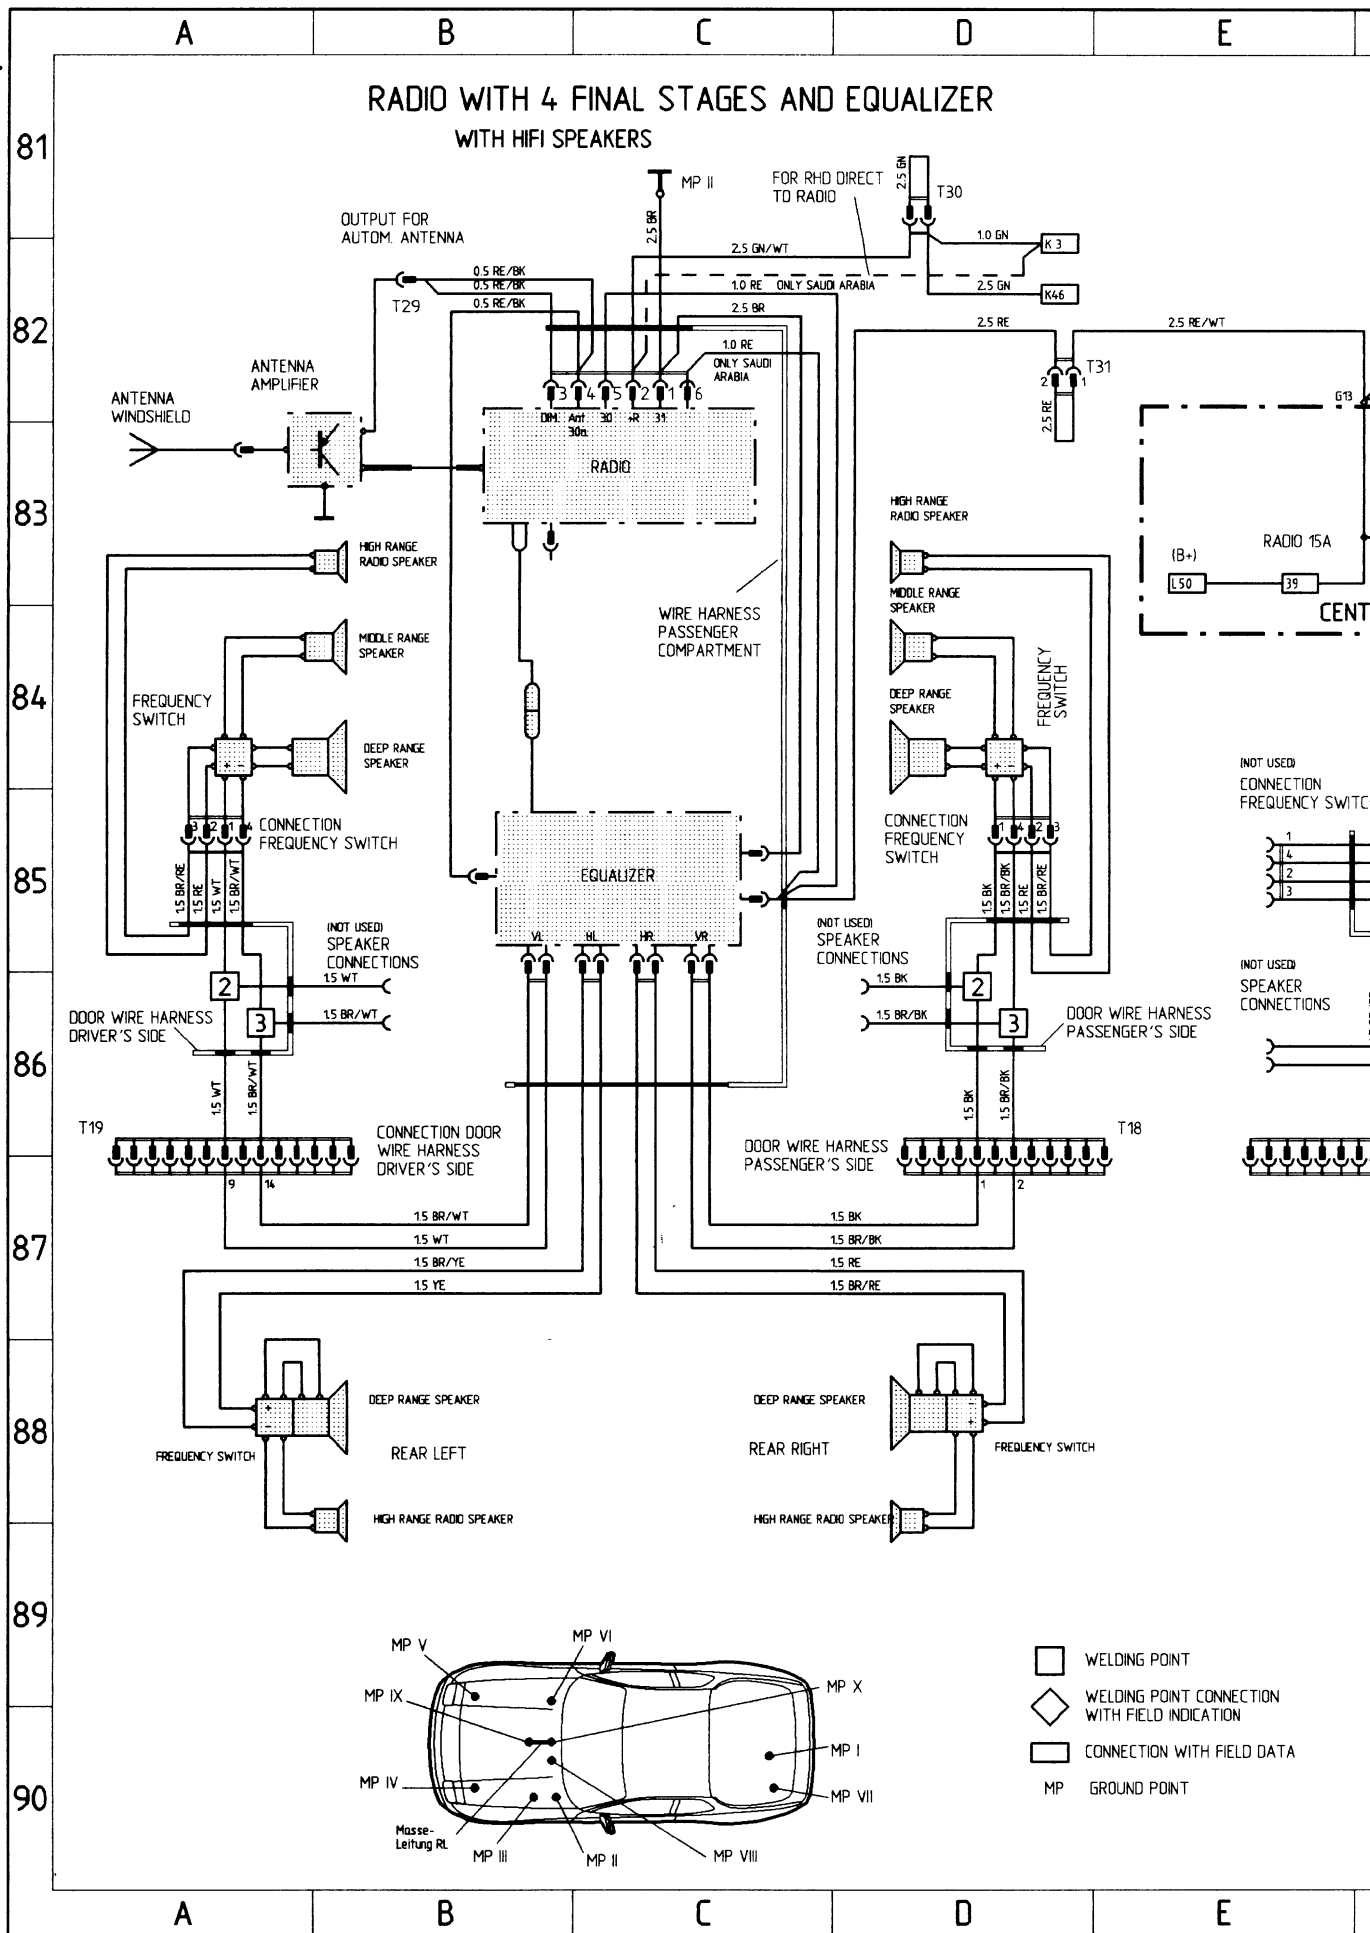 A B C D E
RADIO WITH 4 FINAL STAGES AND EQUALIZER
WITH HIFI SPEAKERS
81
MP II
FOR RHD DIRECT
TO RADIO
2.5 GN
T30
OUTPUT FOR
AUTOM. ANTENNA
2.5 BR
2.5 GN/WT
1.0 GN
K 3
0.5 RE/BK
0.5 RE/BK
1.0 RE ONLY SAUDI ARABIA
2.5 GN
K46
T29
0.5 RE/BK
2.5 BR
82
2.5 RE
2.5 RE/WT
1.0 RE
ONLY SAUDI
ARABIA
T31
2 1
ANTENNA
AMPLIFIER
ANTENNA
WINDSHIELD
3 4 5 2 1 6
DIM. Ant 30 +R 31
30a
G13
2.5 RE
RADIO
83
HIGH RANGE
RADIO SPEAKER
HIGH RANGE
RADIO SPEAKER
RADIO 15A
(B+)
L50
39
CENT
MIDDLE RANGE
SPEAKER
MIDDLE RANGE
SPEAKER
WIRE HARNESS
PASSENGER
COMPARTMENT
84
FREQUENCY
SWITCH
FREQUENCY
SWITCH
DEEP RANGE
SPEAKER
DEEP RANGE
SPEAKER
+ -
+ -
(NOT USED)
CONNECTION
FREQUENCY SWITC
3 2 1 4
CONNECTION
FREQUENCY SWITCH
CONNECTION
FREQUENCY
SWITCH
1 4 2 3
1
4
2
3
85
EQUALIZER
1.5 BR/RE
1.5 RE
1.5 WT
1.5 BR/WT
1.5 BK
1.5 BR/BK
1.5 RE
1.5 BR/RE
VL HL HR VR
(NOT USED)
SPEAKER
CONNECTIONS
(NOT USED)
SPEAKER
CONNECTIONS
(NOT USED)
SPEAKER
CONNECTIONS
1.5 WT
2
1.5 BK
2
1.5 BR/WT
3
1.5 BR/BK
3
DOOR WIRE HARNESS
DRIVER'S SIDE
DOOR WIRE HARNESS
PASSENGER'S SIDE
86
1.5 WT
1.5 BR/WT
1.5 BK
1.5 BR/BK
T19
CONNECTION DOOR
WIRE HARNESS
DRIVER'S SIDE
DOOR WIRE HARNESS
PASSENGER'S SIDE
T18
9 14
1 2
87
1.5 BR/WT
1.5 BK
1.5 WT
1.5 BR/BK
1.5 BR/YE
1.5 RE
1.5 YE
1.5 BR/RE
88
DEEP RANGE SPEAKER
DEEP RANGE SPEAKER
+
-
-
+
FREQUENCY SWITCH
REAR LEFT
REAR RIGHT
FREQUENCY SWITCH
HIGH RANGE RADIO SPEAKER
HIGH RANGE RADIO SPEAKER
89
MP V
MP VI
MP IX
MP X
MP I
MP IV
MP VII
Masse-
Leitung RL
MP III
MP II
MP VIII
WELDING POINT
WELDING POINT CONNECTION
WITH FIELD INDICATION
CONNECTION WITH FIELD DATA
MP GROUND POINT
90
A B C D E